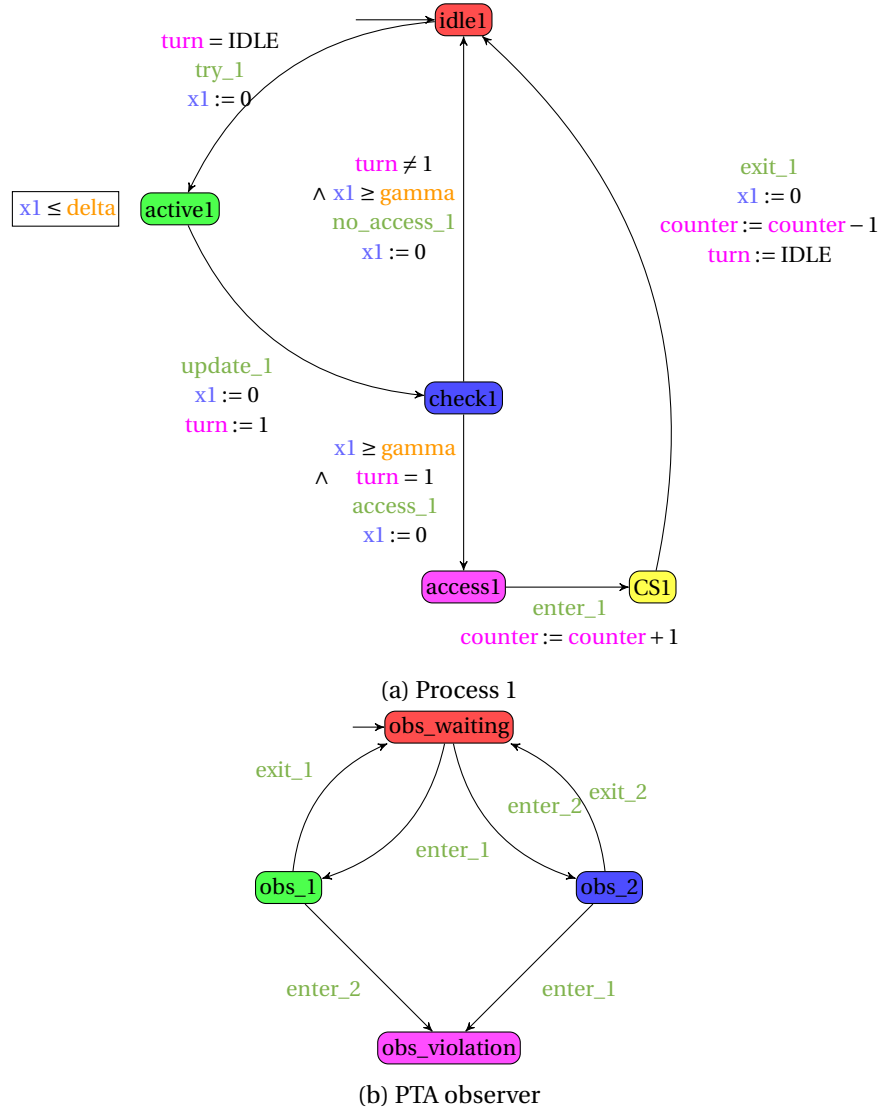 idle1
turn = IDLE
try_1
x1 := 0
turn ≠ 1
∧ x1 ≥ gamma
no_access_1
x1 := 0
exit_1
x1 := 0
counter := counter − 1
turn := IDLE
x1 ≤ delta
active1
update_1
x1 := 0
turn := 1
check1
x1 ≥ gamma
∧ turn = 1
access_1
x1 := 0
access1
CS1
enter_1
counter := counter + 1
(a) Process 1
obs_waiting
exit_1
enter_1
enter_2
exit_2
obs_1
obs_2
enter_2
enter_1
obs_violation
(b) PTA observer